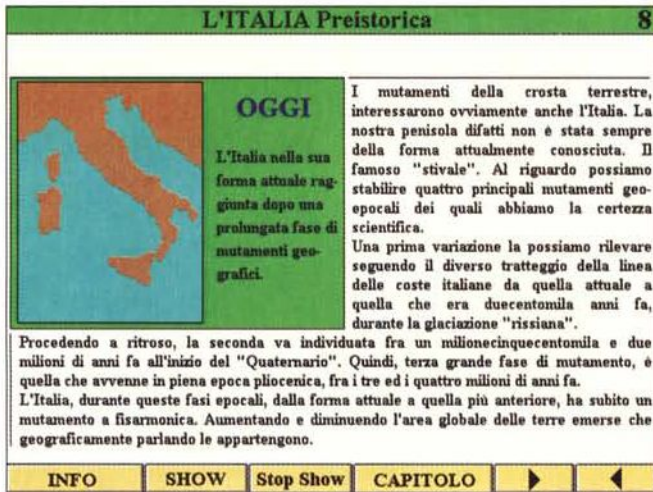 L'ITALIA Preistorica 8
OGGI
L'Italia nella sua
forma attuale rag-
giunta dopo una
prolungata fase di
mutamenti geo-
grafici.
I mutamenti della crosta terrestre,
interessarono ovviamente anche l'Italia. La
nostra penisola difatti non è stata sempre
della forma attualmente conosciuta. Il
famoso "stivale". Al riguardo possiamo
stabilire quattro principali mutamenti geo-
epocali dei quali abbiamo la certezza
scientifica.
Una prima variazione la possiamo rilevare
seguendo il diverso tratteggio della linea
delle coste italiane da quella attuale a
quella che era duecentomila anni fa,
durante la glaciazione "rissiana".
Procedendo a ritroso, la seconda va individuata fra un milionecinquecentomila e due
milioni di anni fa all'inizio del "Quaternario". Quindi, terza grande fase di mutamento, è
quella che avvenne in piena epoca pliocenica, fra i tre ed i quattro milioni di anni fa.
L'Italia, durante queste fasi epocali, dalla forma attuale a quella più anteriore, ha subito un
mutamento a fisarmonica. Aumentando e diminuendo l'area globale delle terre emerse che
geograficamente parlando le appartengono.
INFO SHOW Stop Show CAPITOLO